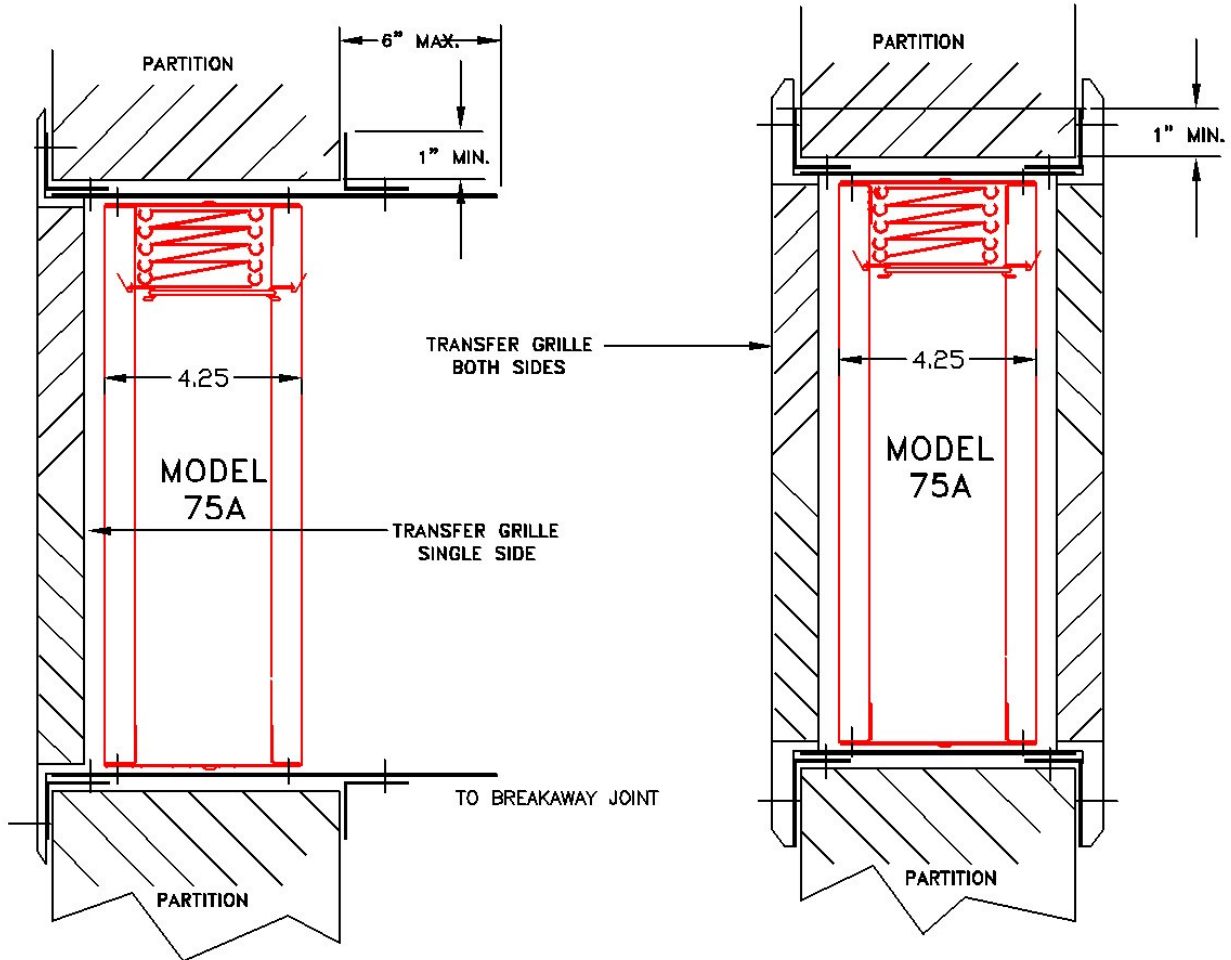 PARTITION
6" MAX.
1" MIN.
4.25
MODEL
75A
TRANSFER GRILLE
SINGLE SIDE
TO BREAKAWAY JOINT
PARTITION
PARTITION
1" MIN.
TRANSFER GRILLE
BOTH SIDES
4.25
MODEL
75A
PARTITION